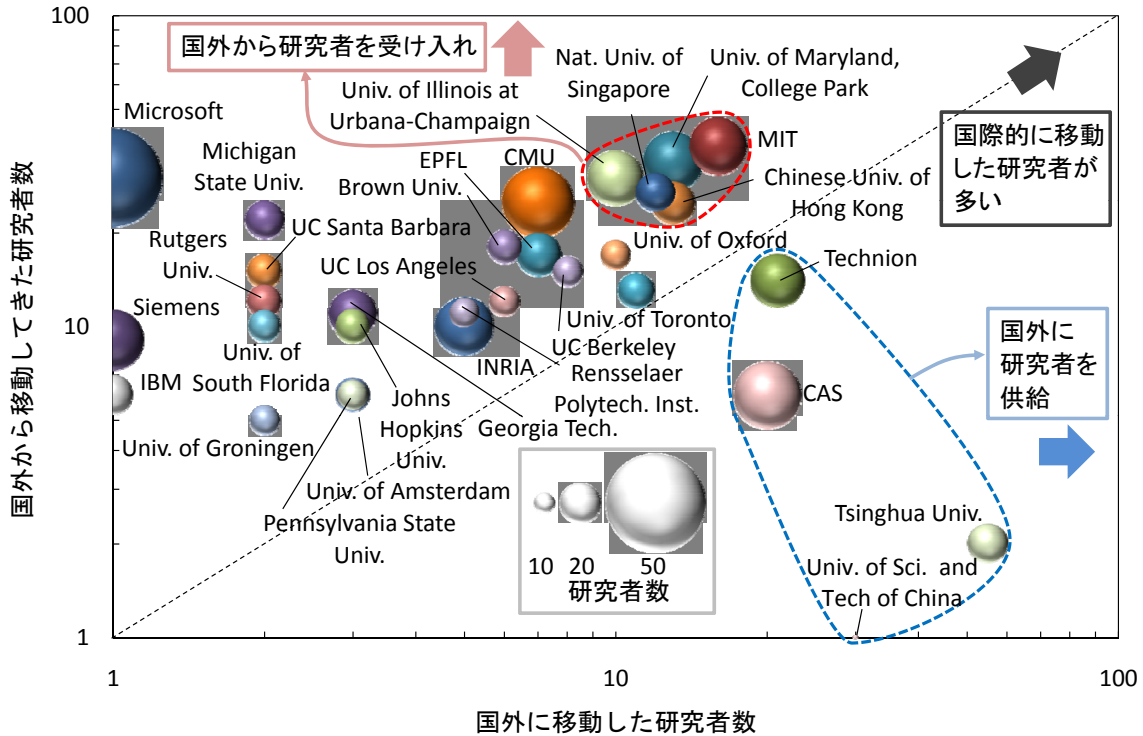 100
国外から研究者を受け入れ
Nat. Univ. of
Singapore
Univ. of Maryland,
College Park
Univ. of Illinois at
Urbana-Champaign
Microsoft
Michigan
State Univ.
EPFL
CMU
MIT
国際的に移動
した研究者が
多い
Brown Univ.
Chinese Univ. of
Hong Kong
Rutgers
Univ.
UC Santa Barbara
UC Los Angeles
Univ. of Oxford
Technion
Siemens
10
Univ. of Toronto
UC Berkeley
国外に
研究者を
供給
Univ. of
South Florida
INRIA
Rensselaer
Polytech. Inst.
IBM
Johns
Hopkins
Univ.
CAS
Georgia Tech.
Univ. of Groningen
Univ. of Amsterdam
Pennsylvania State
Univ.
Tsinghua Univ.
10 20 50
研究者数
Univ. of Sci. and
Tech of China
1
1 10 100
国外に移動した研究者数
国外から移動してきた研究者数